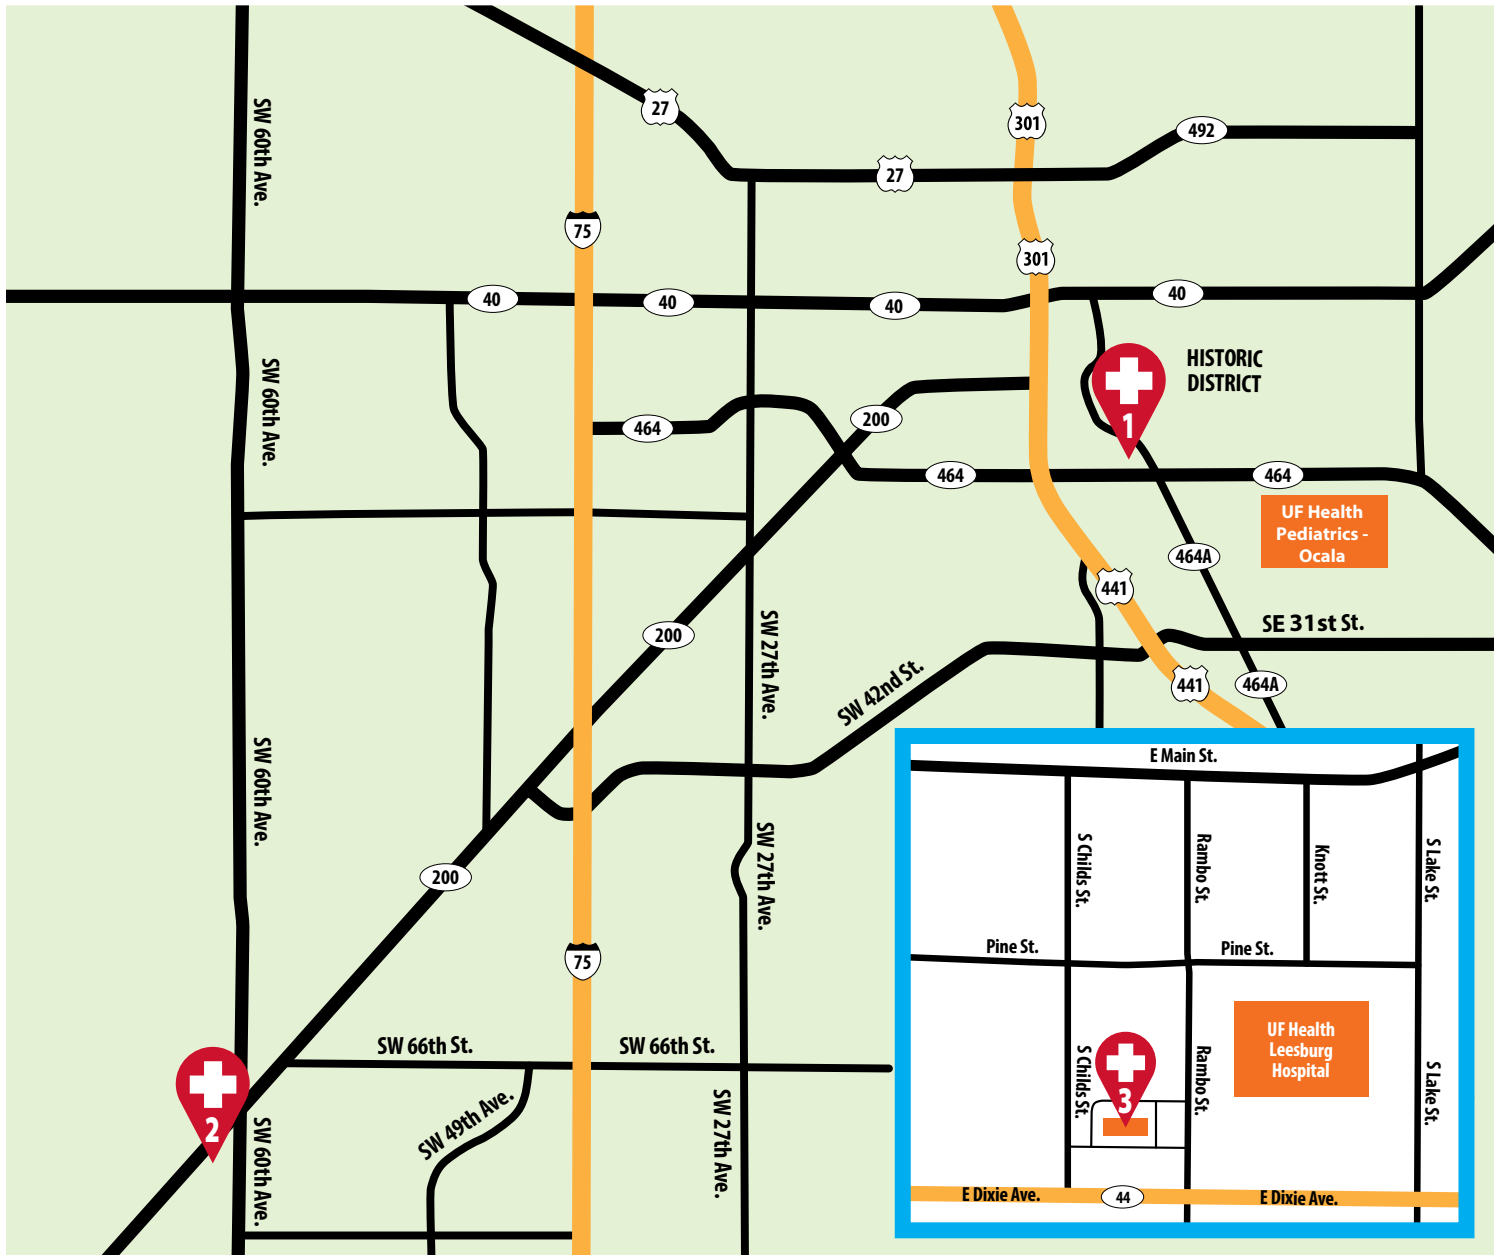 SW 60th Ave.
27
301
492
27
75
301
40
40
40
40
SW 60th Ave.
HISTORIC
DISTRICT
1
200
464
464
464
UF Health
Pediatrics -
Ocala
464A
441
SE 31st St.
200
SW 27th Ave.
SW 42nd St.
441
464A
SW 60th Ave.
SW 27th Ave.
200
75
SW 66th St.
SW 66th St.
2
SW 49th Ave.
SW 27th Ave.
SW 60th Ave.
E Main St.
S Childs St.
Rambo St.
Knott St.
S Lake St.
Pine St.
Pine St.
UF Health
Leesburg
Hospital
S Childs St.
3
Rambo St.
S Lake St.
E Dixie Ave.
44
E Dixie Ave.